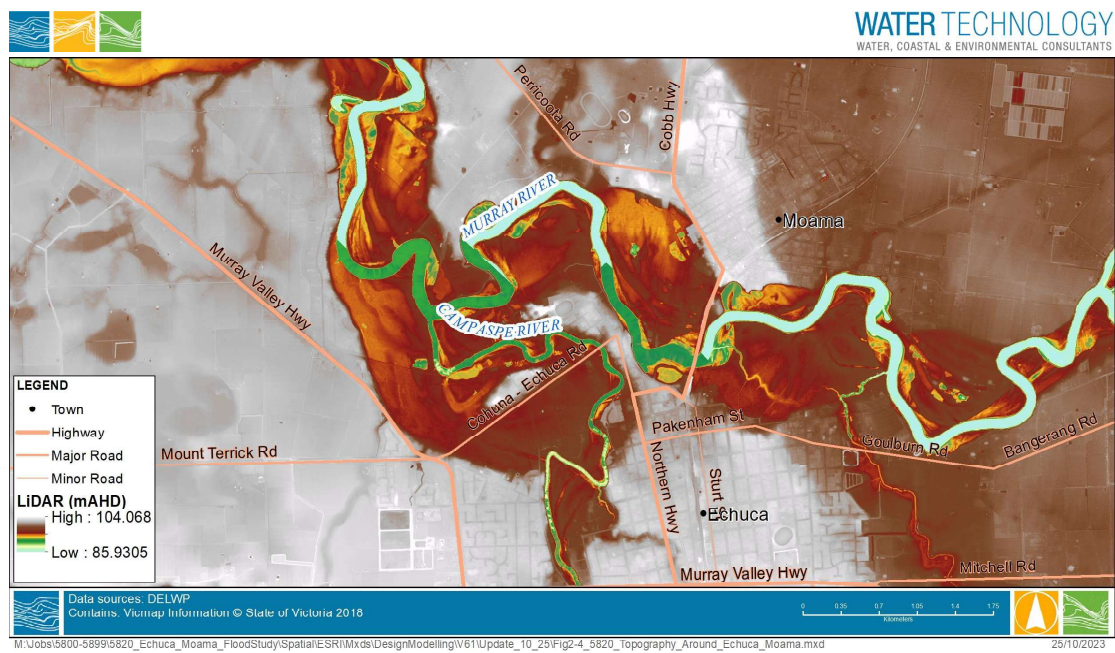 WATER TECHNOLOGY
WATER, COASTAL & ENVIRONMENTAL CONSULTANTS
Perricoota Rd
Cobb Hwy
MURRAY RIVER
Moama
Murray Valley Hwy
CAMPASPE RIVER
Cohuna - Echuca Rd
LEGEND
Town
Highway
Major Road
Minor Road
LiDAR (mAHD)
High : 104.068
Low : 85.9305
Mount Terrick Rd
Pakenham St
Goulburn Rd
Bangerang Rd
Northern Hwy
Sturt S
Echuca
Murray Valley Hwy
Mitchell Rd
Data sources: DELWP
Contains: Vicmap Information © State of Victoria 2018
0 0.35 0.7 1.05 1.4 1.75
Kilometers
M:\Jobs\5800-5899\5820_Echuca_Moama_FloodStudy\Spatial\ESRI\Mxds\DesignModelling\V61\Update_10_25\Fig2-4_5820_Topography_Around_Echuca_Moama.mxd
25/10/2023